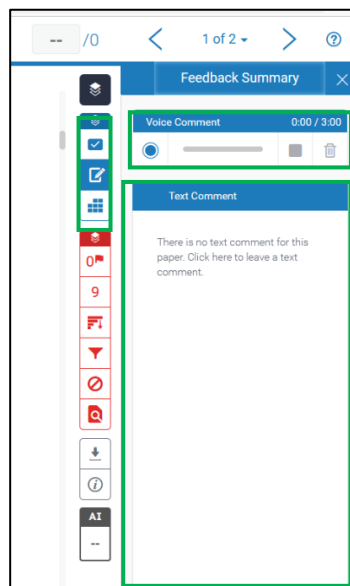 -- /0
1 of 2
Feedback Summary
Voice Comment 0:00 / 3:00
Text Comment
There is no text comment for this
paper. Click here to leave a text
comment.
0
9
AI
--